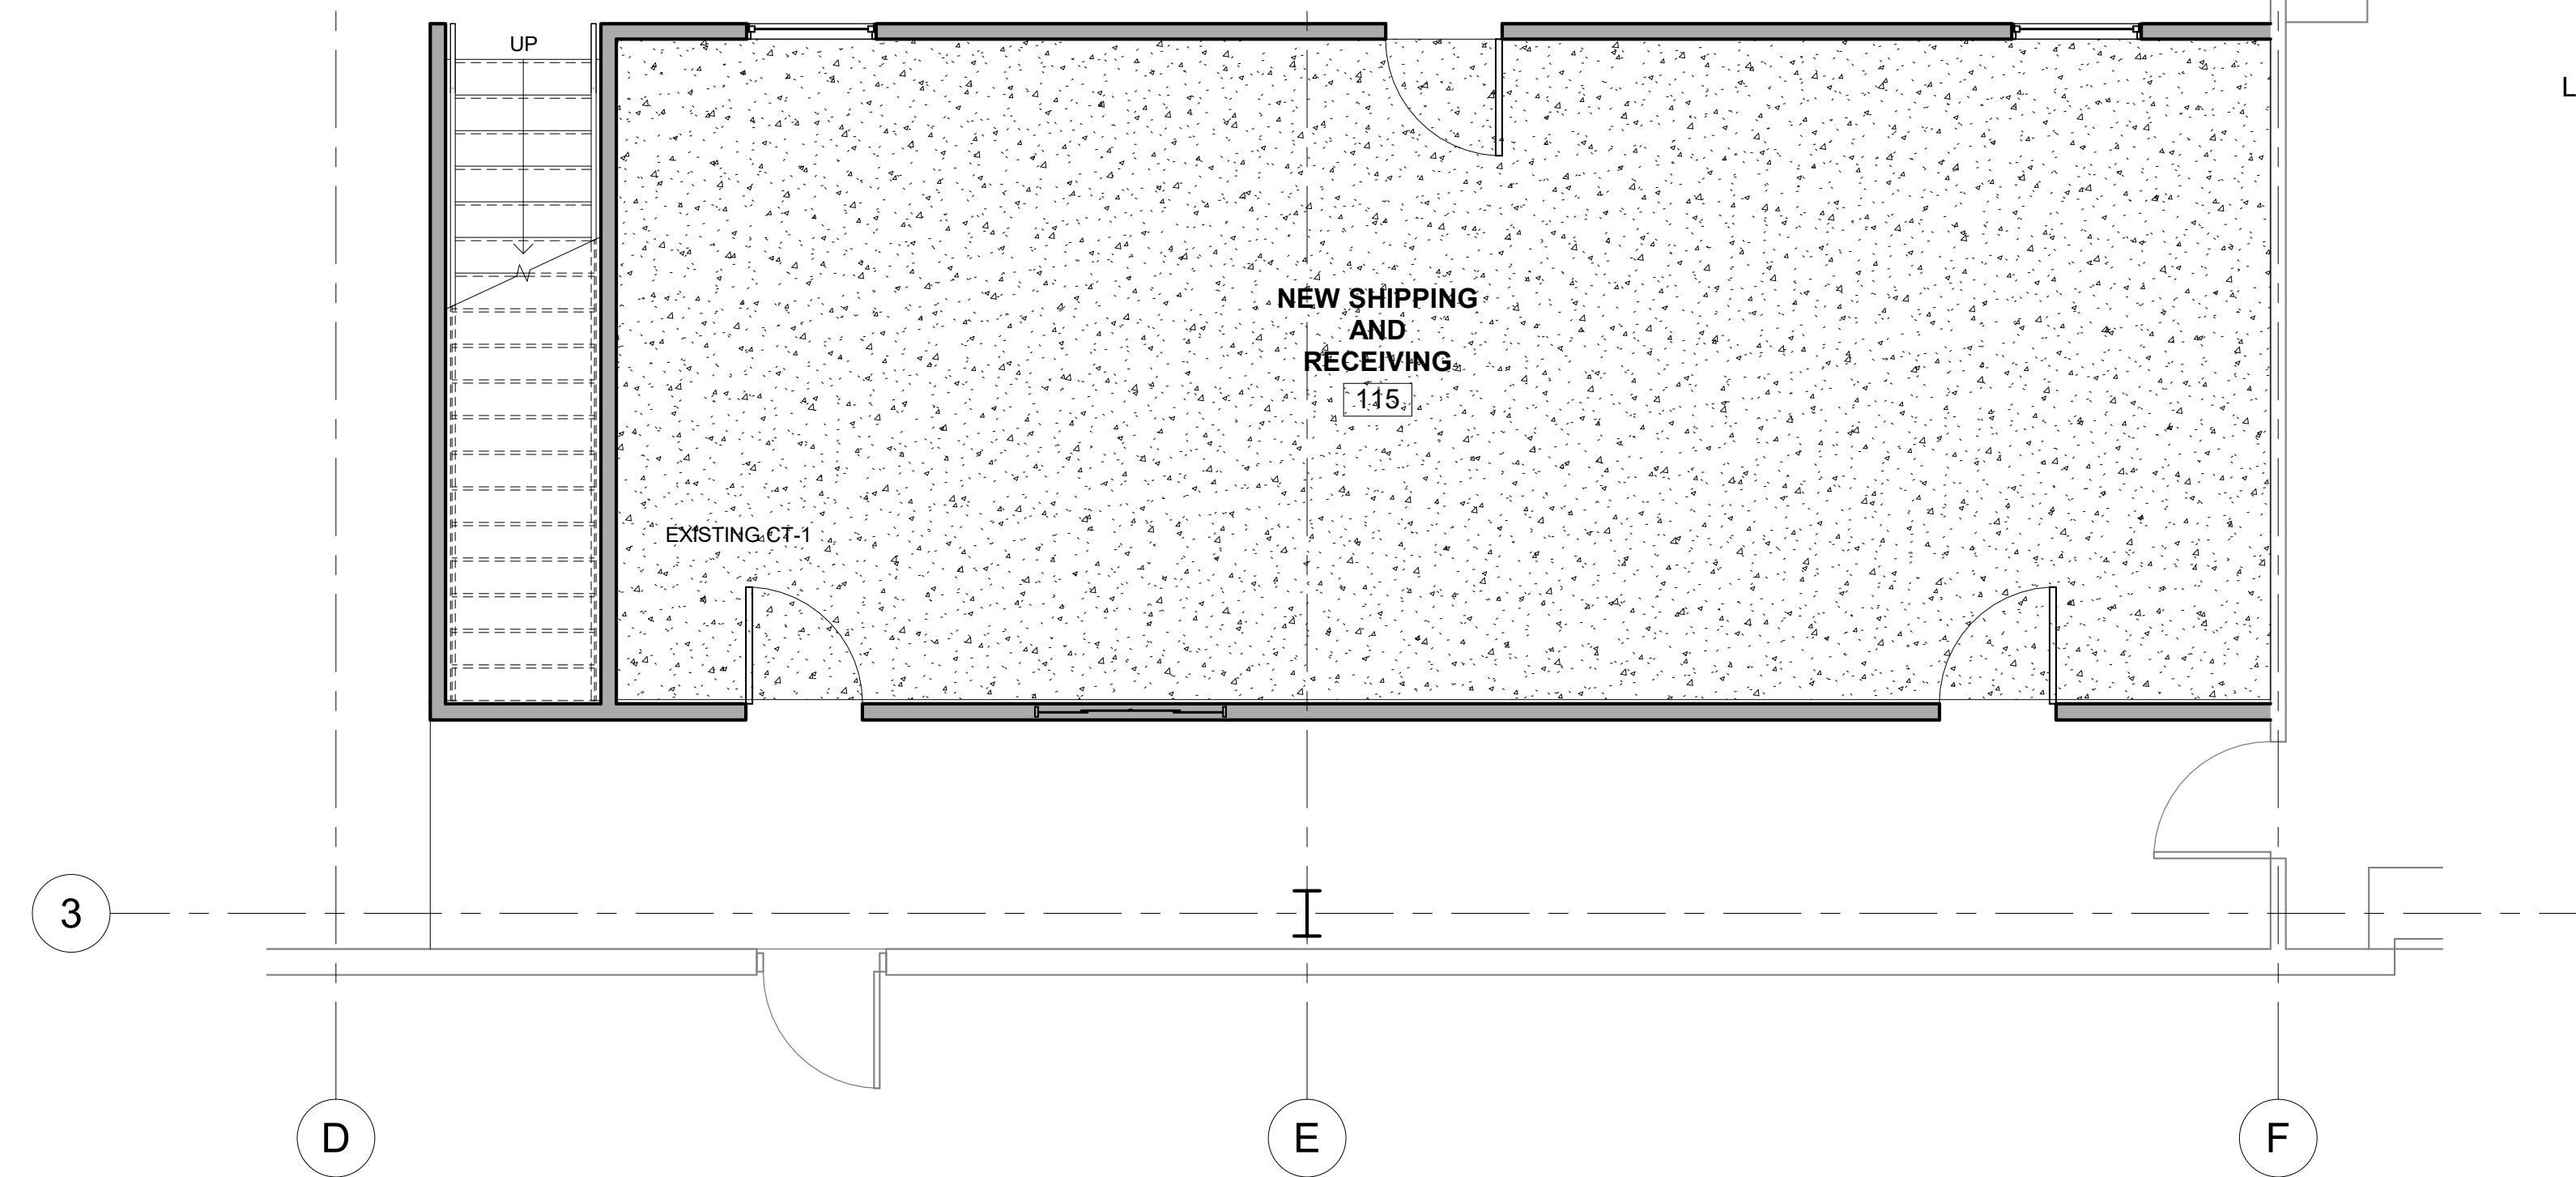 UP
L
NEW SHIPPING
AND
RECEIVING
115
EXISTING CT-1
3
D
E
F